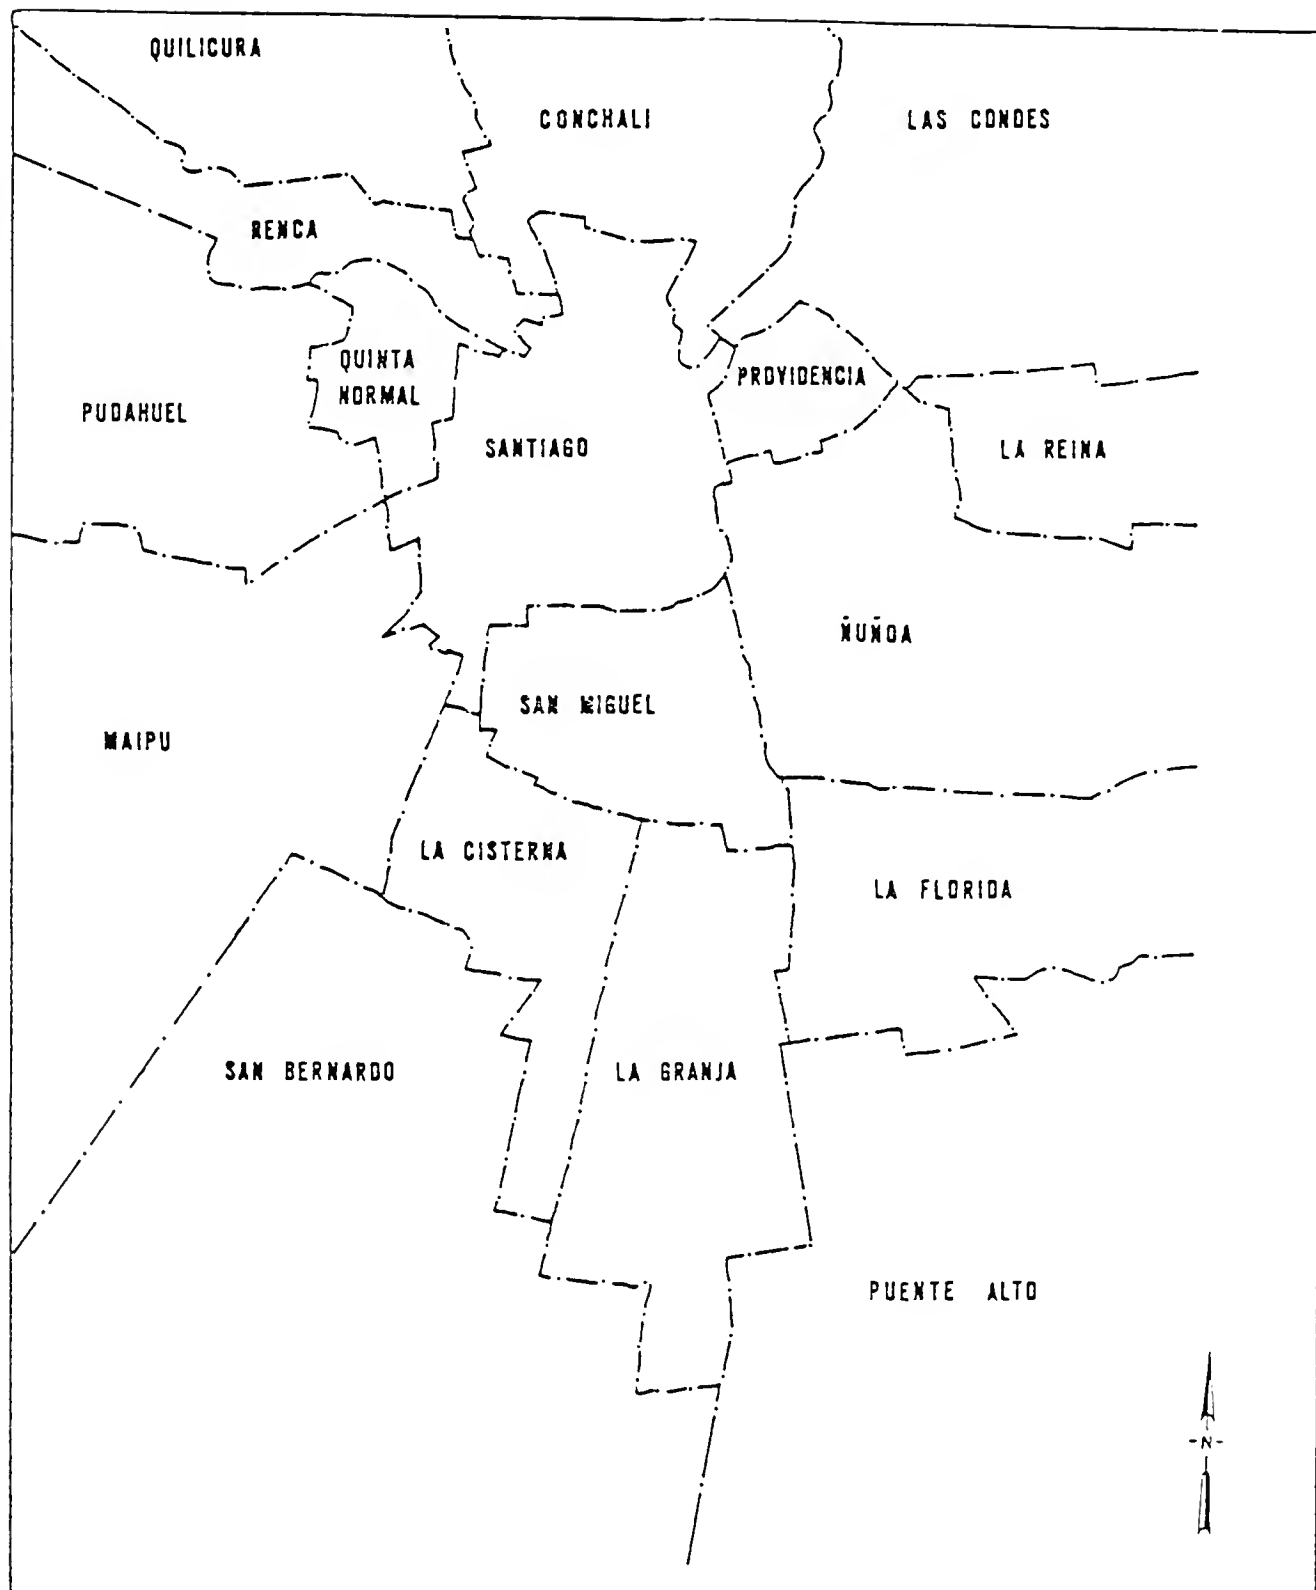 QUILICURA
CONCHALI
LAS CONDES
RENCA
QUINTA
NORMAL
PROVIDENCIA
PUDAHUEL
SANTIAGO
LA REINA
ÑUÑOA
SAN MIGUEL
MAIPU
LA CISTERNA
LA FLORIDA
SAN BERNARDO
LA GRANJA
PUENTE ALTO
-N-